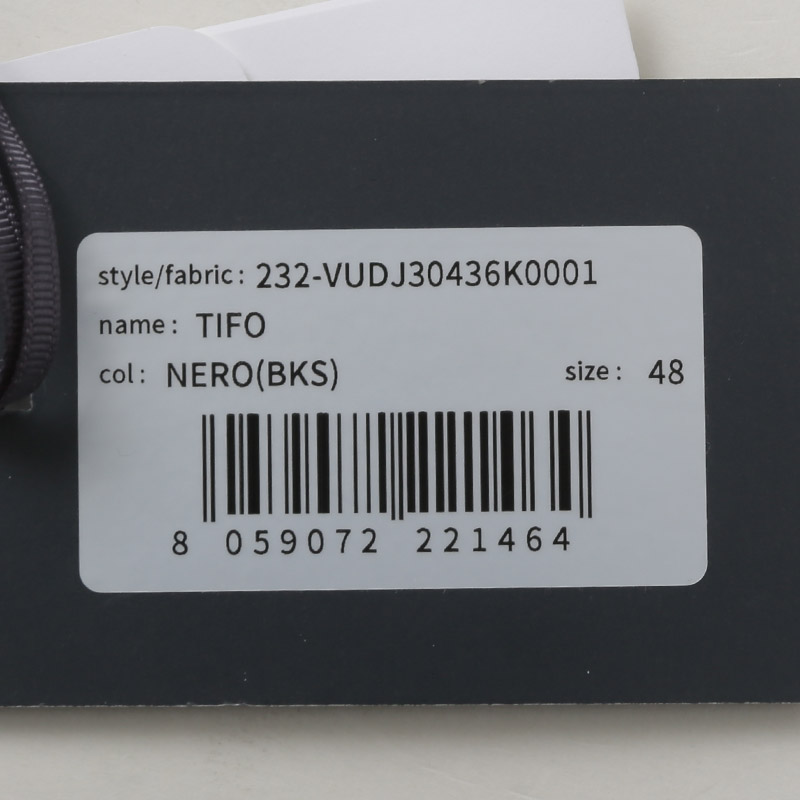 style/fabric: 232-VUDJ30436K0001
name: TIFO
col: NERO(BKS) size: 48
8 059072 221464